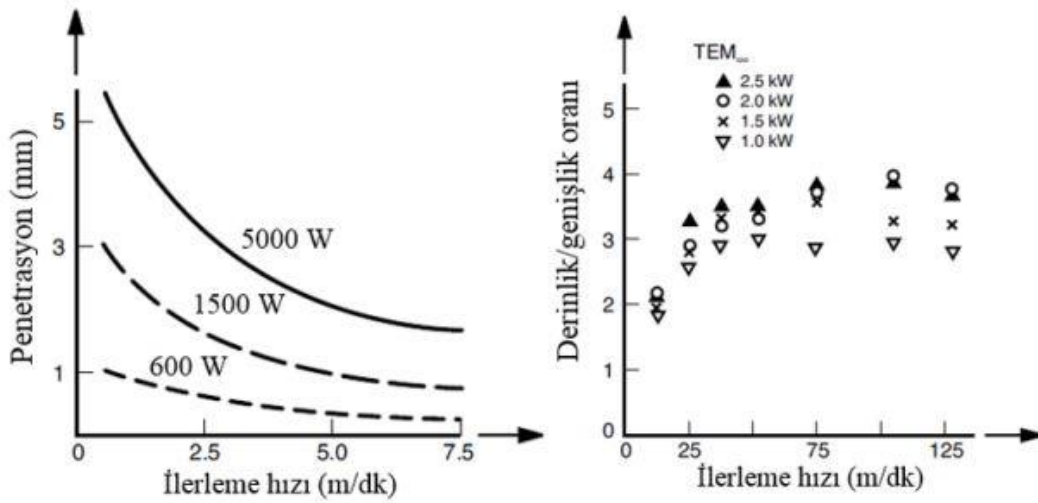 Penetrasyon (mm)
5
3
1
0
2.5
5.0
7.5
5000 W
1500 W
600 W
İlerleme hızı (m/dk)
Derinlik/genişlik oranı
5
4
3
2
1
0
0
25
50
75
125
TEM
▲ 2.5 kW
○ 2.0 kW
× 1.5 kW
▽ 1.0 kW
İlerleme hızı (m/dk)